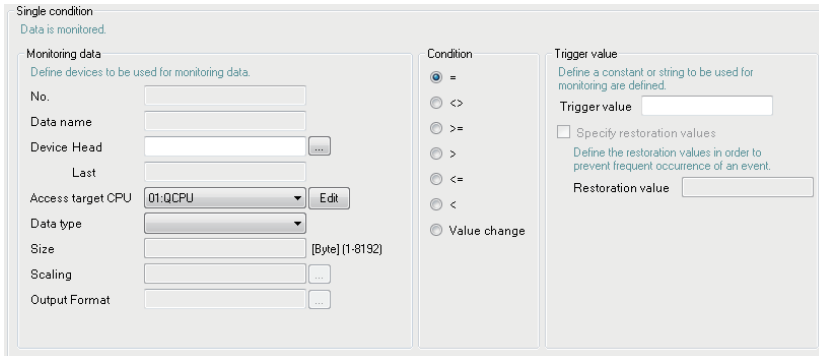 Single condition
Data is monitored.
Monitoring data
Define devices to be used for monitoring data.
No.
Data name
Device Head
...
Last
Access target CPU 01:QCPU Edit
Data type
Size [Byte] (1-8192)
Scaling ...
Output Format ...
Condition
=
<>
>=
>
<=
<
Value change
Trigger value
Define a constant or string to be used for
monitoring are defined.
Trigger value
Specify restoration values
Define the restoration values in order to
prevent frequent occurrence of an event.
Restoration value